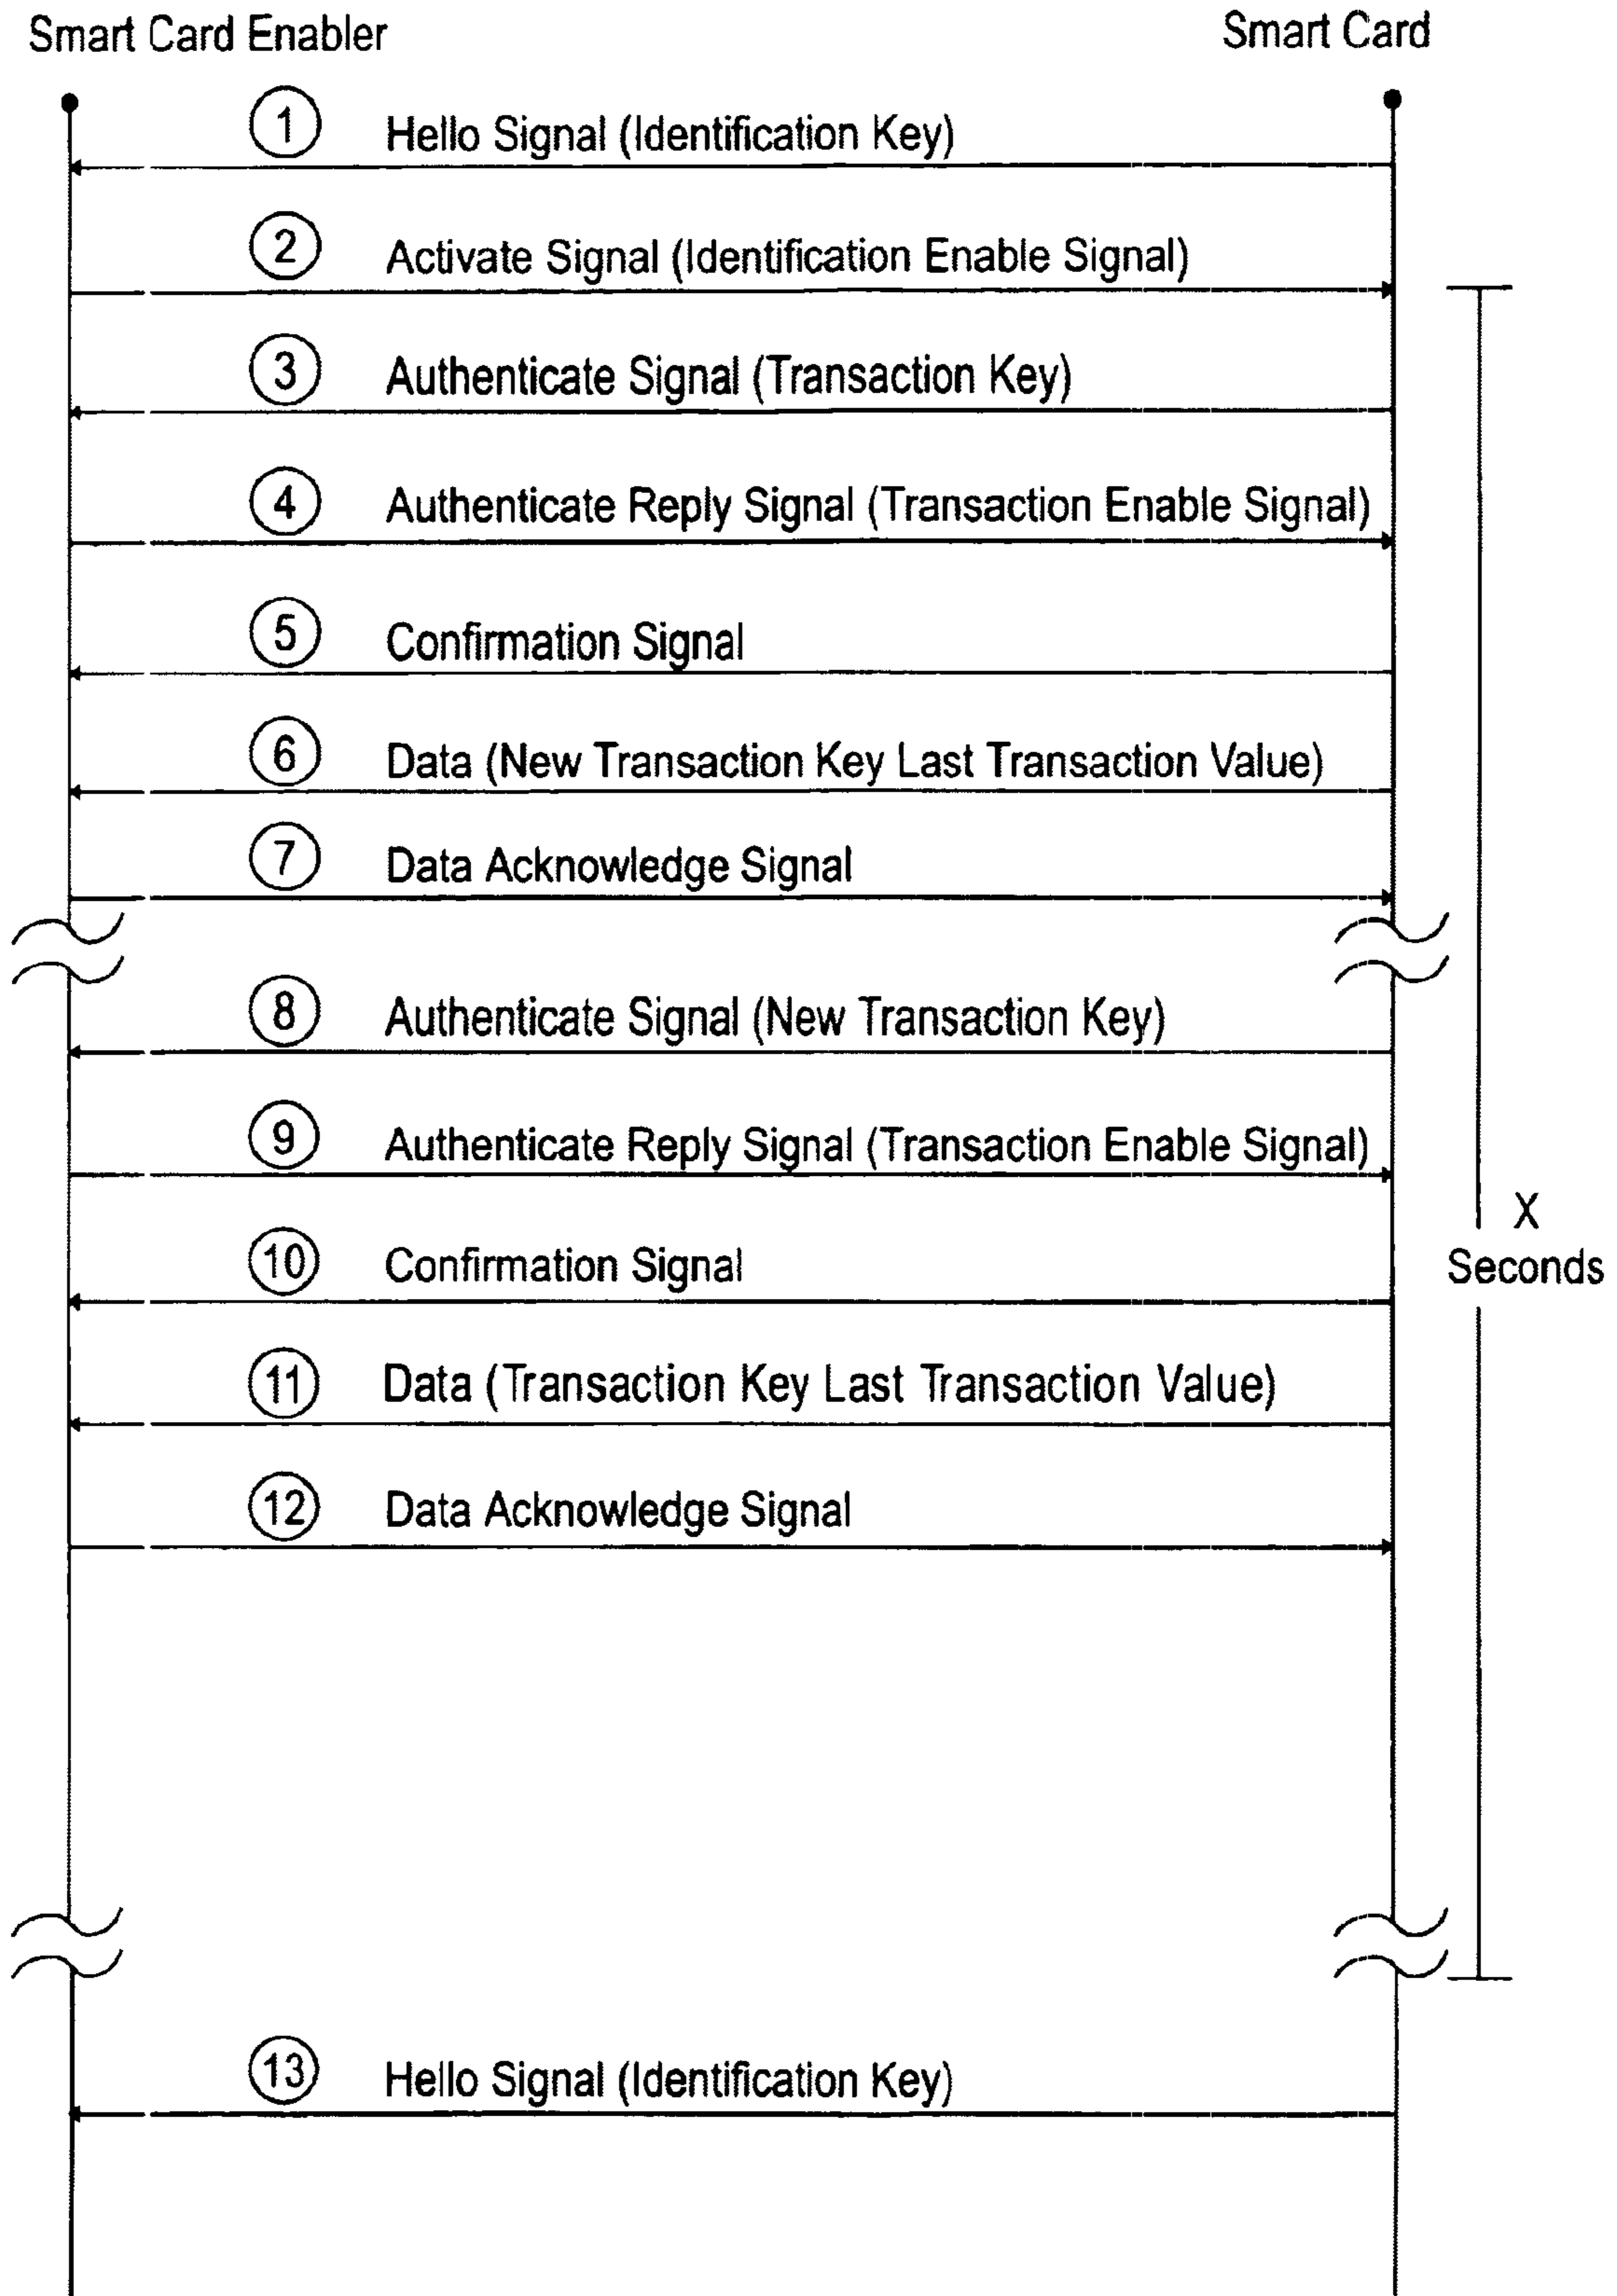 Smart Card Enabler
Smart Card
1 Hello Signal (Identification Key)
2 Activate Signal (Identification Enable Signal)
3 Authenticate Signal (Transaction Key)
4 Authenticate Reply Signal (Transaction Enable Signal)
5 Confirmation Signal
6 Data (New Transaction Key Last Transaction Value)
7 Data Acknowledge Signal
8 Authenticate Signal (New Transaction Key)
9 Authenticate Reply Signal (Transaction Enable Signal)
X
Seconds
10 Confirmation Signal
11 Data (Transaction Key Last Transaction Value)
12 Data Acknowledge Signal
13 Hello Signal (Identification Key)